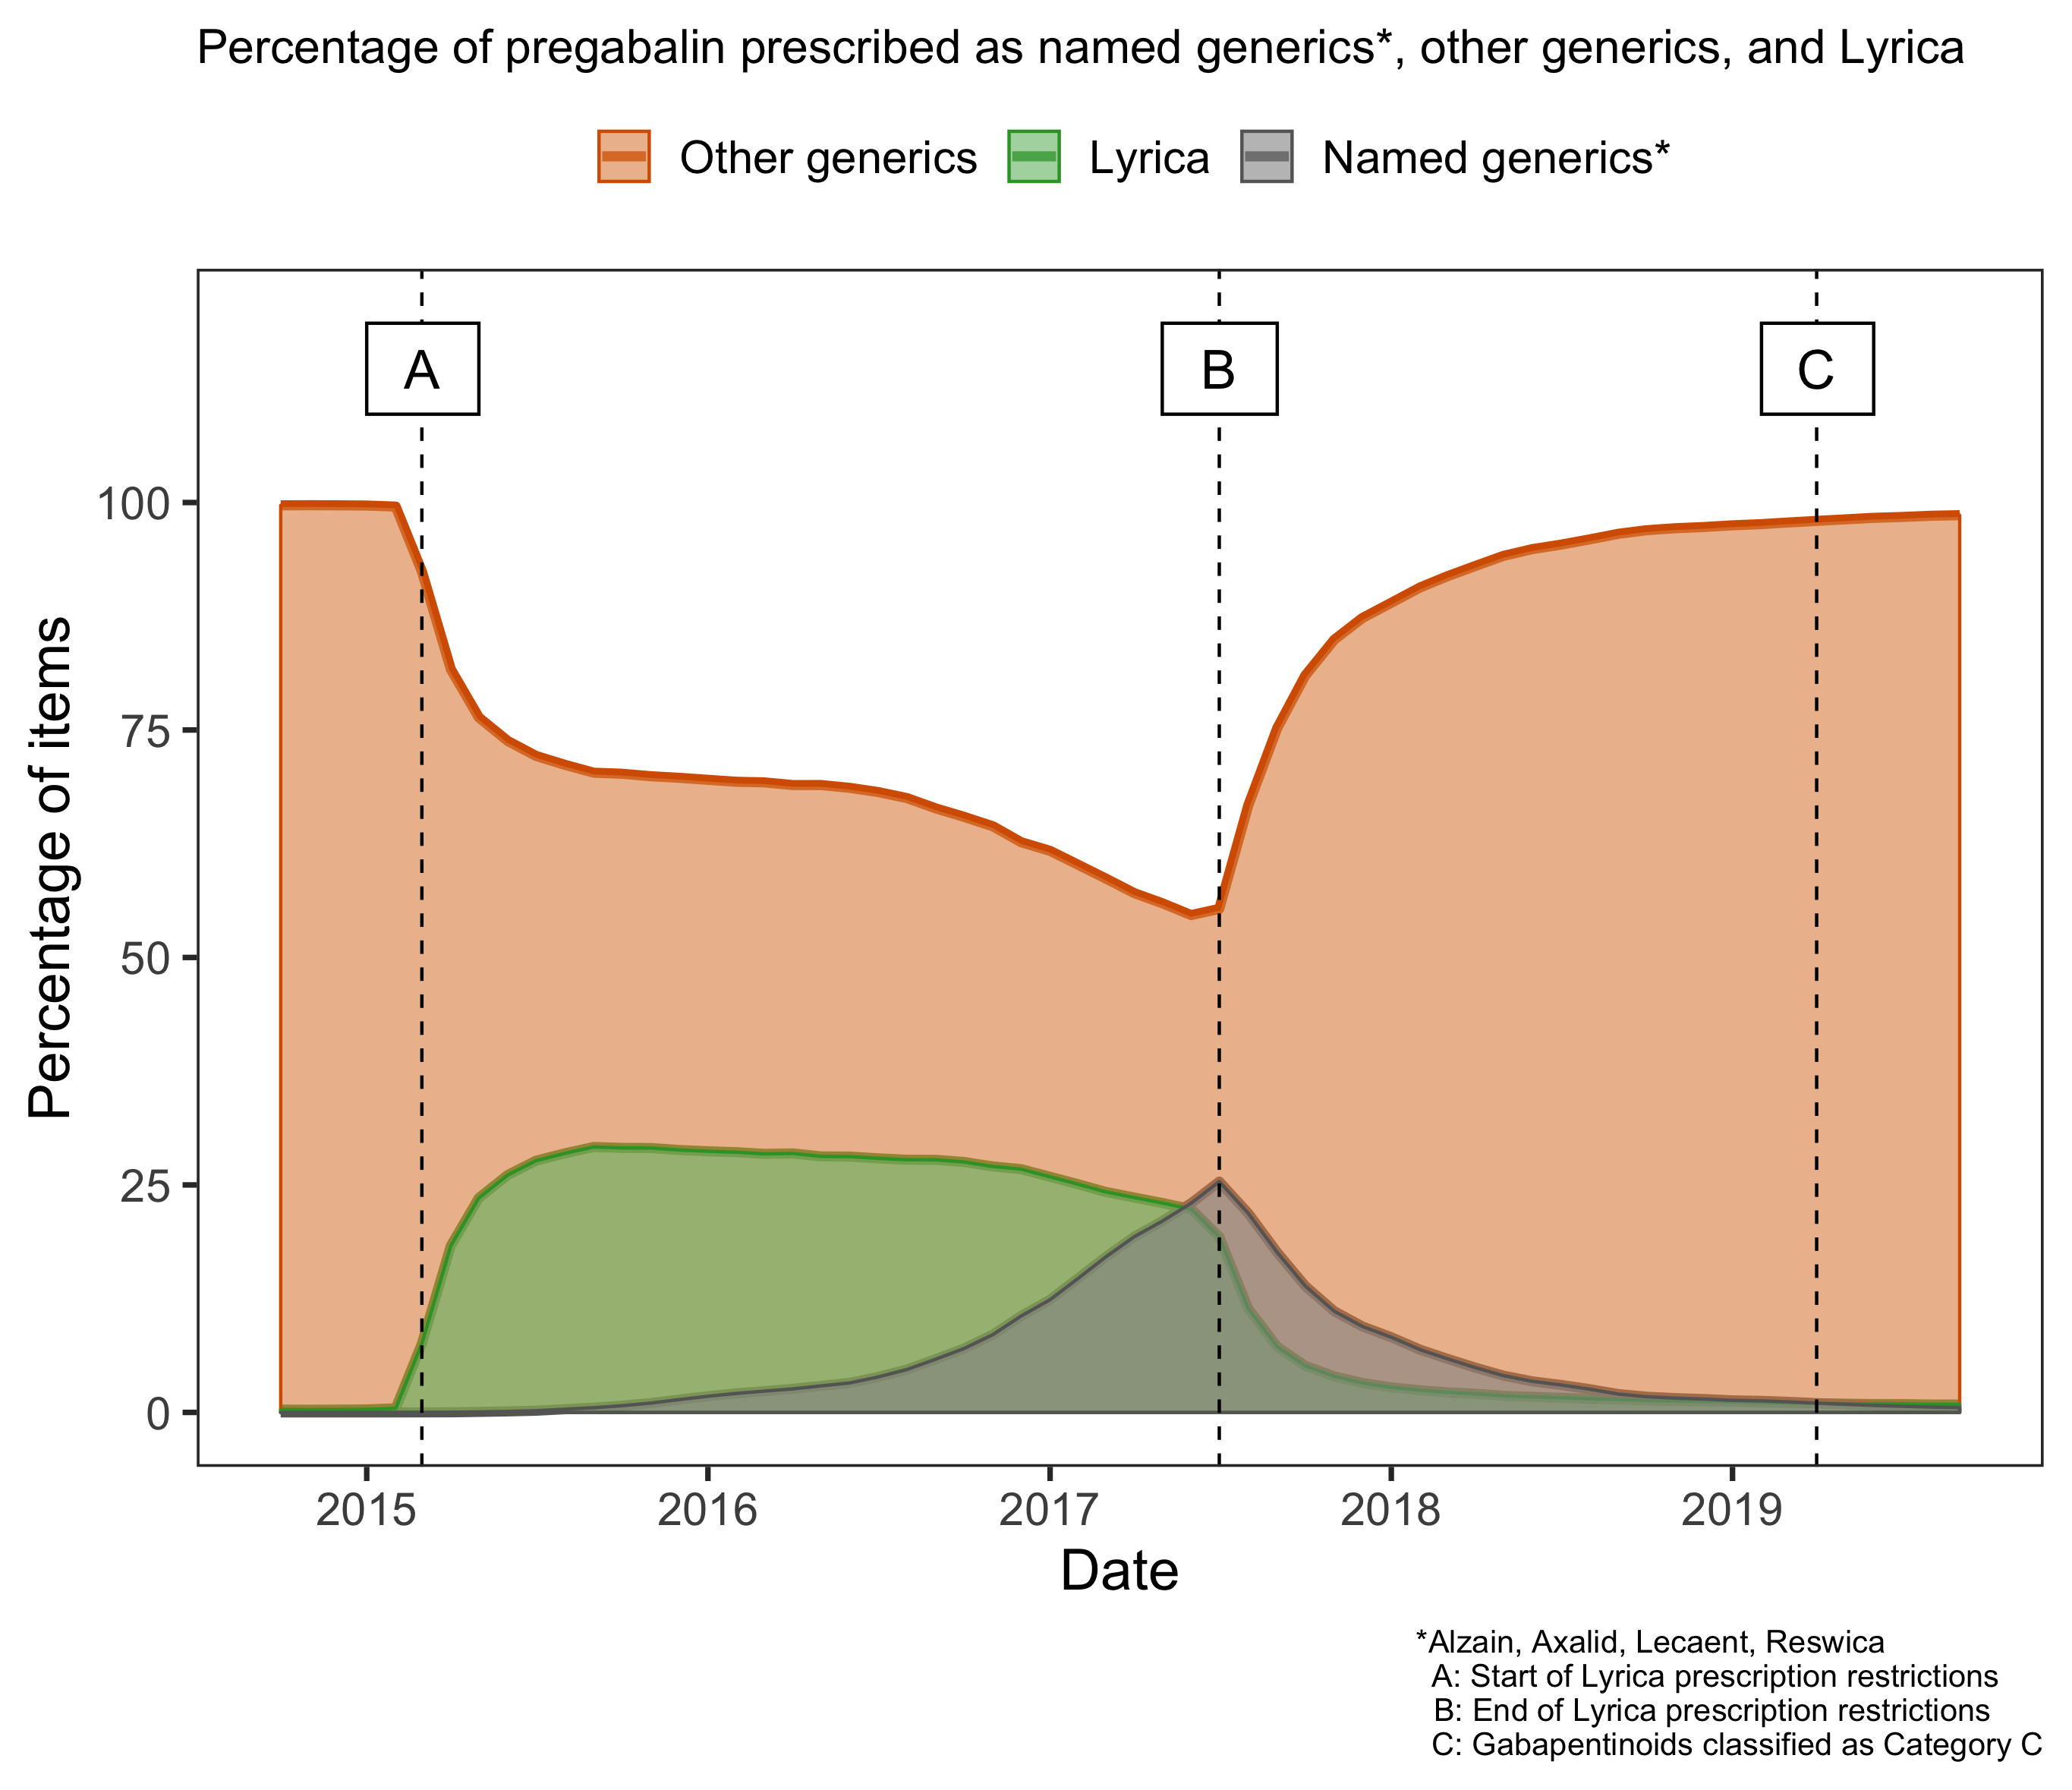 Percentage of pregabalin prescribed as named generics*, other generics, and Lyrica
Other generics Lyrica Named generics*
A B C
100
75
50
25
0
Percentage of items
2015 2016 2017 2018 2019
Date
*Alzain, Axalid, Lecaent, Reswica
A: Start of Lyrica prescription restrictions
B: End of Lyrica prescription restrictions
C: Gabapentinoids classified as Category C